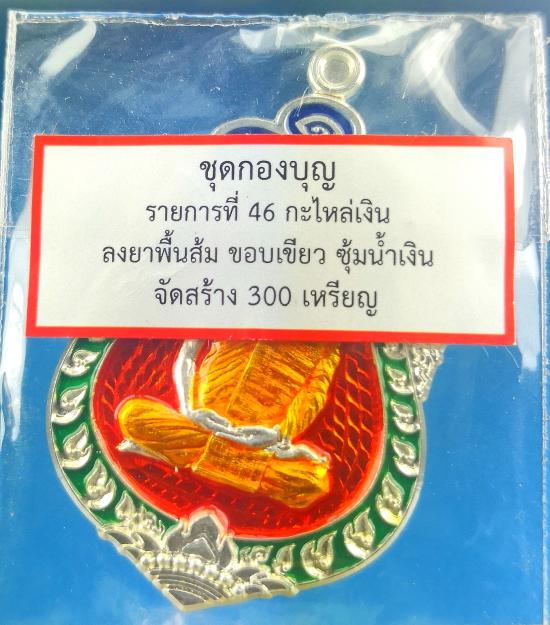 ชุดกองบุญ
รายการที่ 46 กะไหล่เงิน
ลงยาพื้นส้ม ขอบเขียว ซุ้มน้ำเงิน
จัดสร้าง 300 เหรียญ